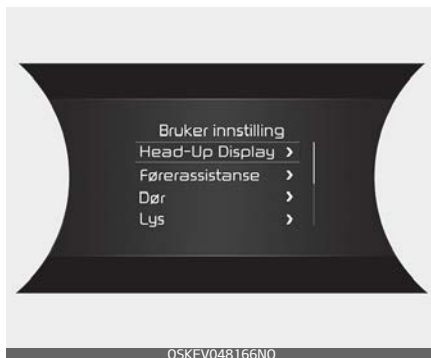 Bruker innstilling
Head-Up Display ›
Førerassistanse ›
Dør ›
Lys ›
OSKEV048166NO